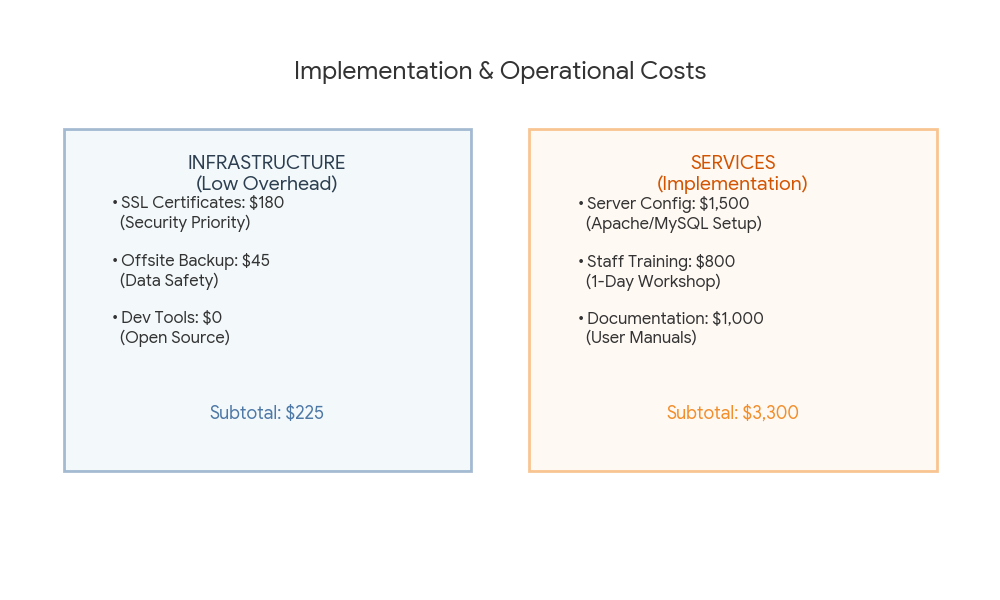 Implementation & Operational Costs
INFRASTRUCTURE
(Low Overhead)
• SSL Certificates: $180
(Security Priority)
• Offsite Backup: $45
(Data Safety)
• Dev Tools: $0
(Open Source)
Subtotal: $225
SERVICES
(Implementation)
• Server Config: $1,500
(Apache/MySQL Setup)
• Staff Training: $800
(1-Day Workshop)
• Documentation: $1,000
(User Manuals)
Subtotal: $3,300